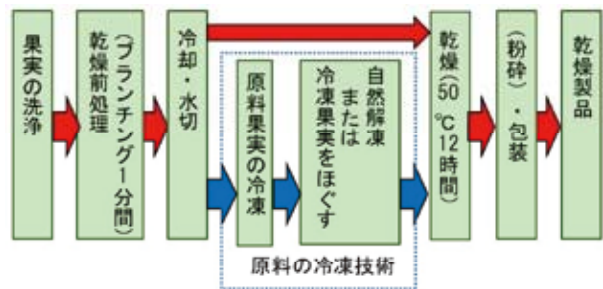 果実の洗浄
乾燥前処理
（ブランチング1分間）
冷却・水切
原料果実の冷凍
自然解凍
または
冷凍果実をほぐす
乾燥（50℃12時間）
（粉砕）・包装
乾燥製品
原料の冷凍技術